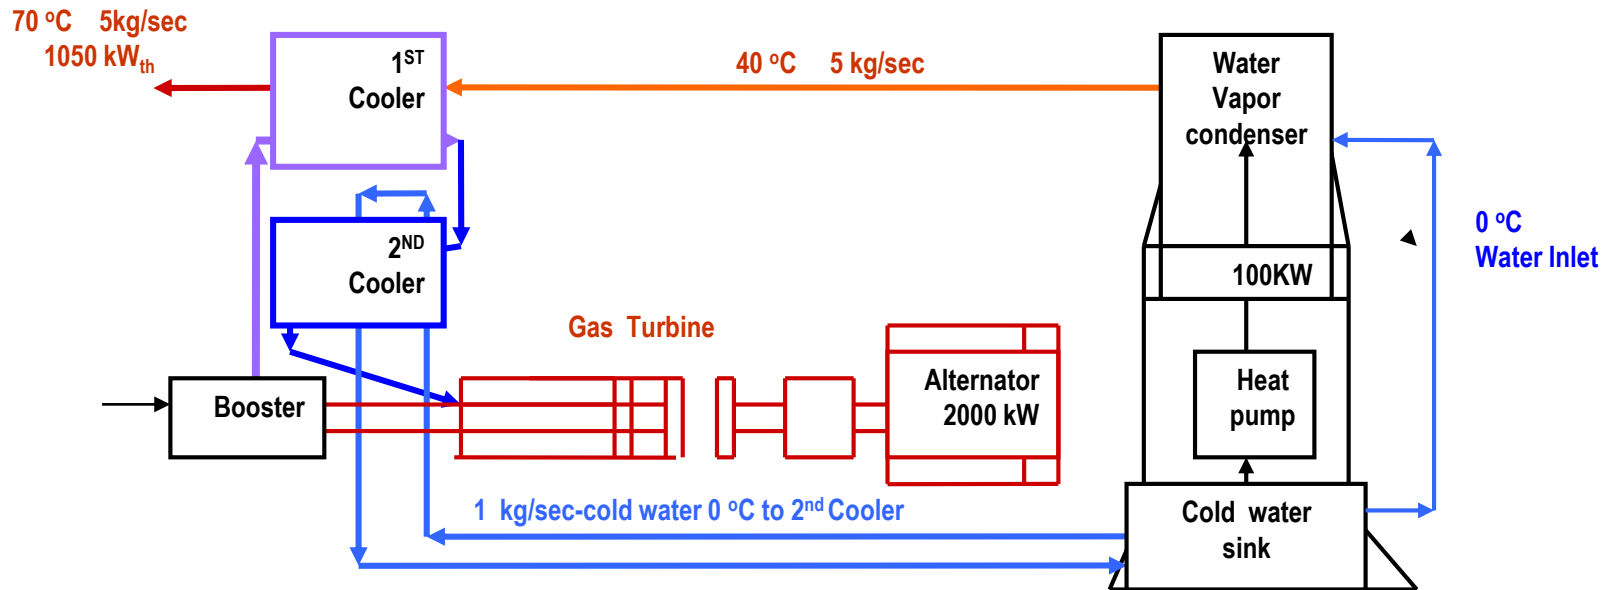 70 °C 5kg/sec
1050 kWth
1ST
Cooler
40 °C 5 kg/sec
Water
Vapor
condenser
2ND
Cooler
0 °C
Water Inlet
100KW
Gas Turbine
Booster
Alternator
2000 kW
Heat
pump
1 kg/sec-cold water 0 °C to 2nd Cooler
Cold water
sink